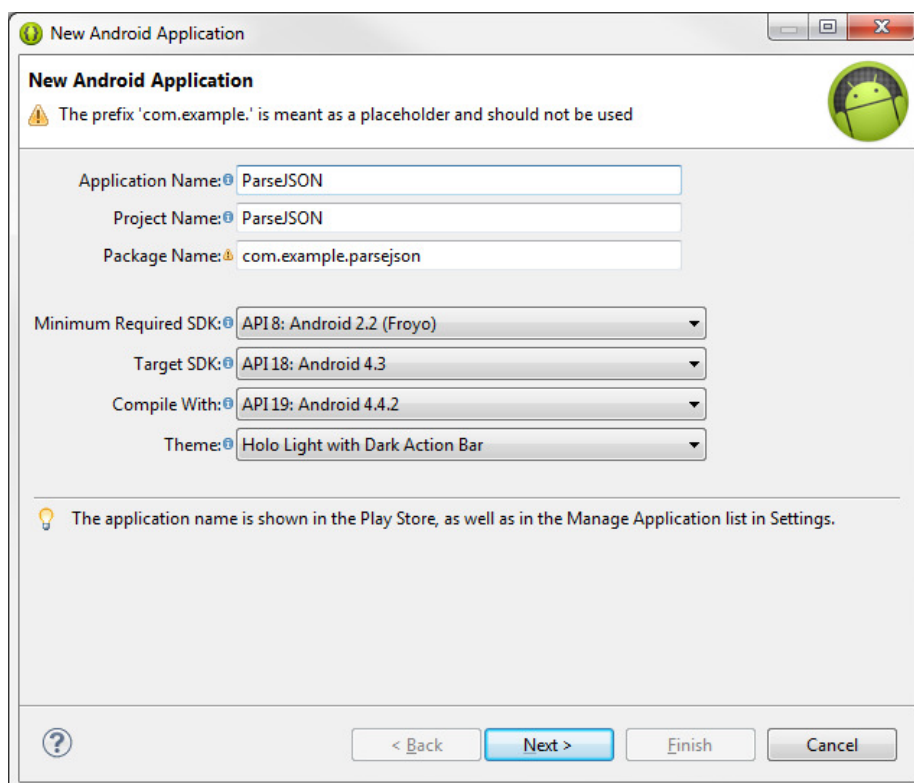 New Android Application
New Android Application
The prefix 'com.example.' is meant as a placeholder and should not be used
Application Name: ParseJSON
Project Name: ParseJSON
Package Name: com.example.parsejson
Minimum Required SDK: API 8: Android 2.2 (Froyo)
Target SDK: API 18: Android 4.3
Compile With: API 19: Android 4.4.2
Theme: Holo Light with Dark Action Bar
The application name is shown in the Play Store, as well as in the Manage Application list in Settings.
? < Back Next > Finish Cancel